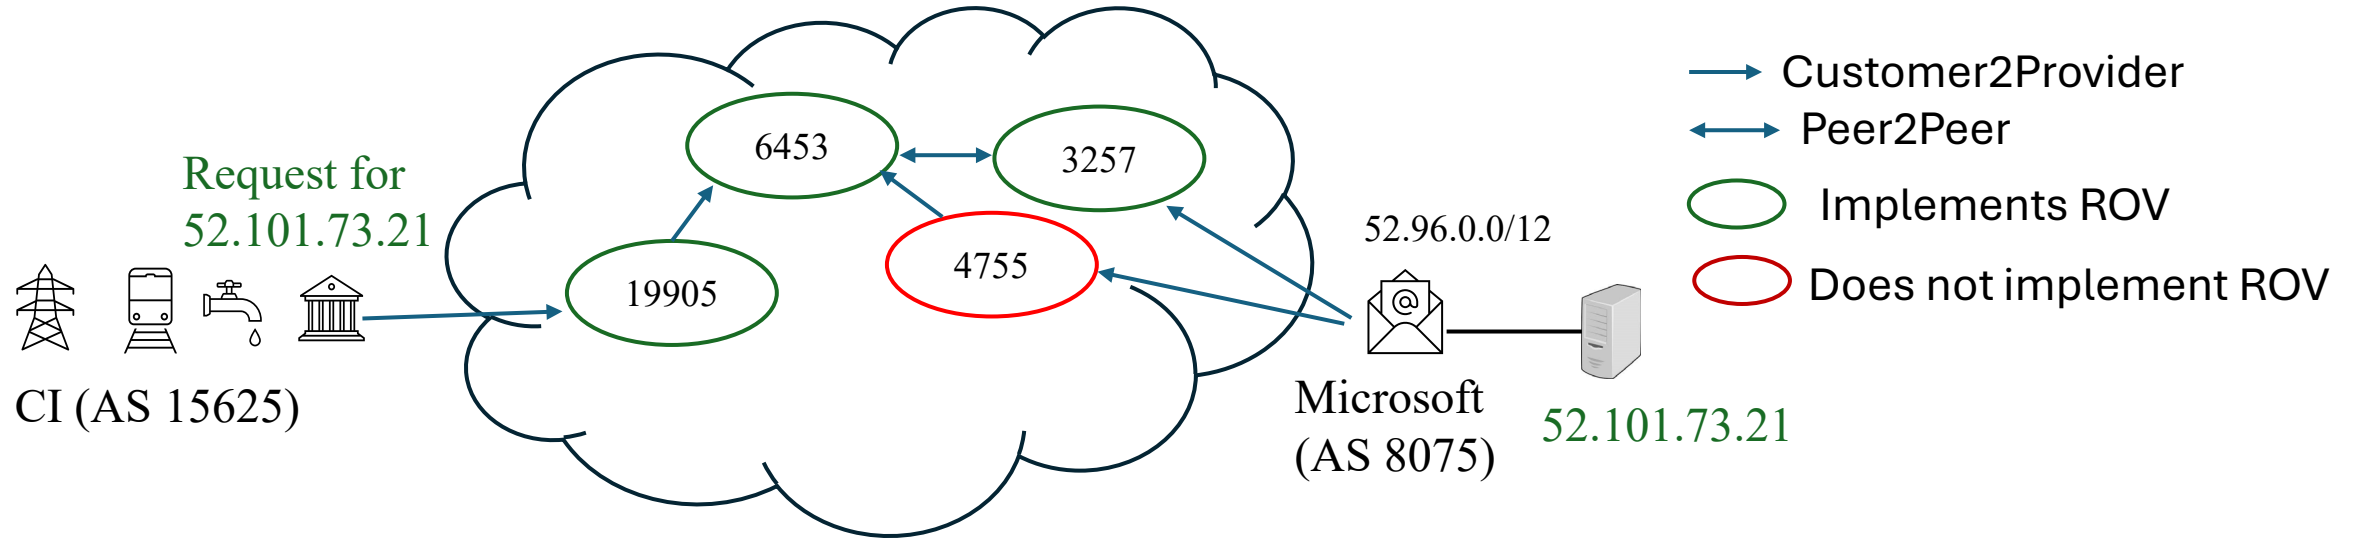 Request for
52.101.73.21
CI (AS 15625)
6453
3257
19905
4755
52.96.0.0/12
@
Microsoft
(AS 8075)
52.101.73.21
Customer2Provider
Peer2Peer
Implements ROV
Does not implement ROV